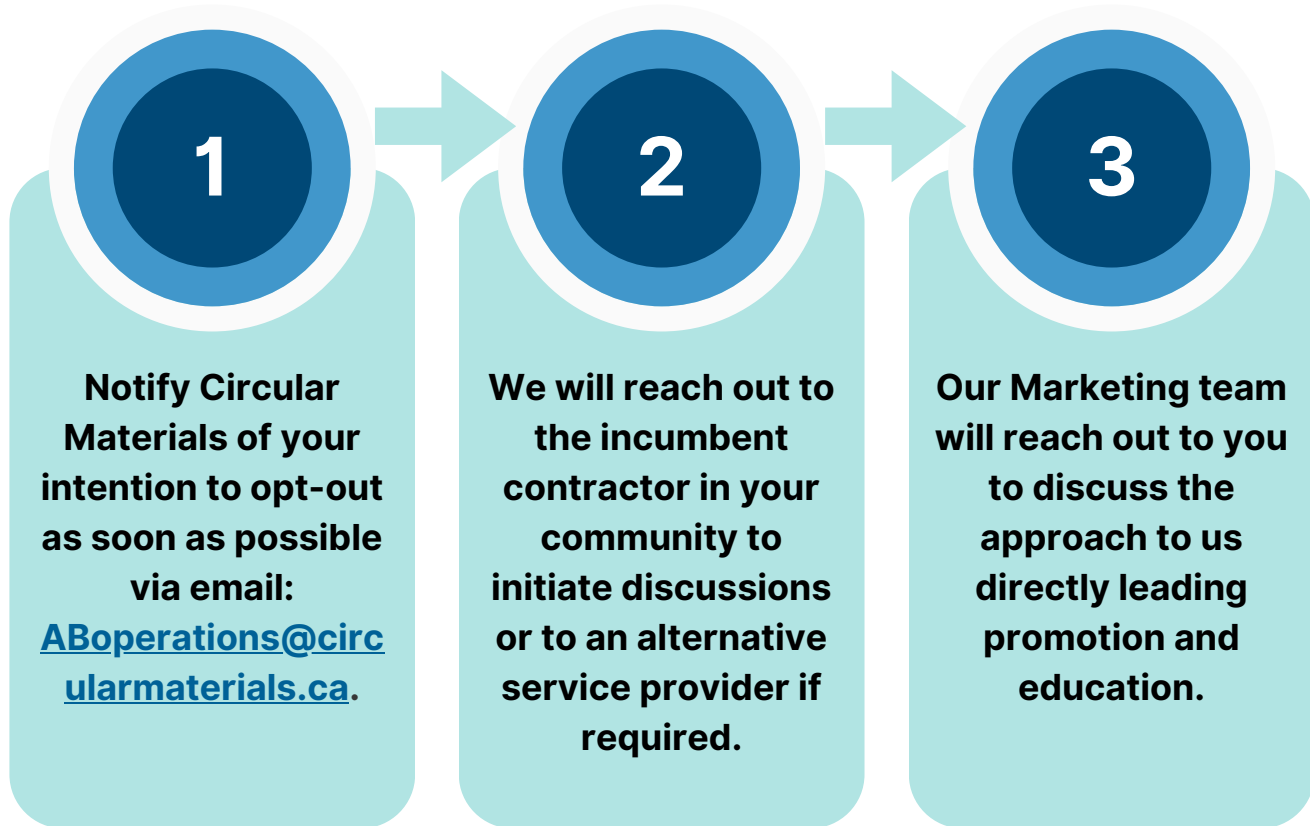 1
Notify Circular
Materials of your
intention to opt-out
as soon as possible
via email:
ABoperations@circ
ularmaterials.ca.
2
We will reach out to
the incumbent
contractor in your
community to
initiate discussions
or to an alternative
service provider if
required.
3
Our Marketing team
will reach out to you
to discuss the
approach to us
directly leading
promotion and
education.